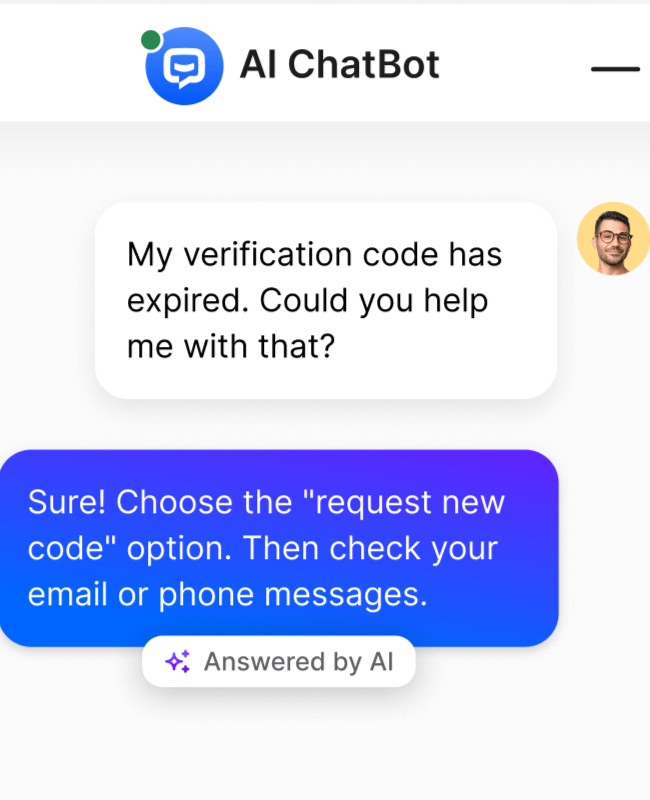 AI ChatBot
My verification code has
expired. Could you help
me with that?
Sure! Choose the "request new
code" option. Then check your
email or phone messages.
Answered by AI